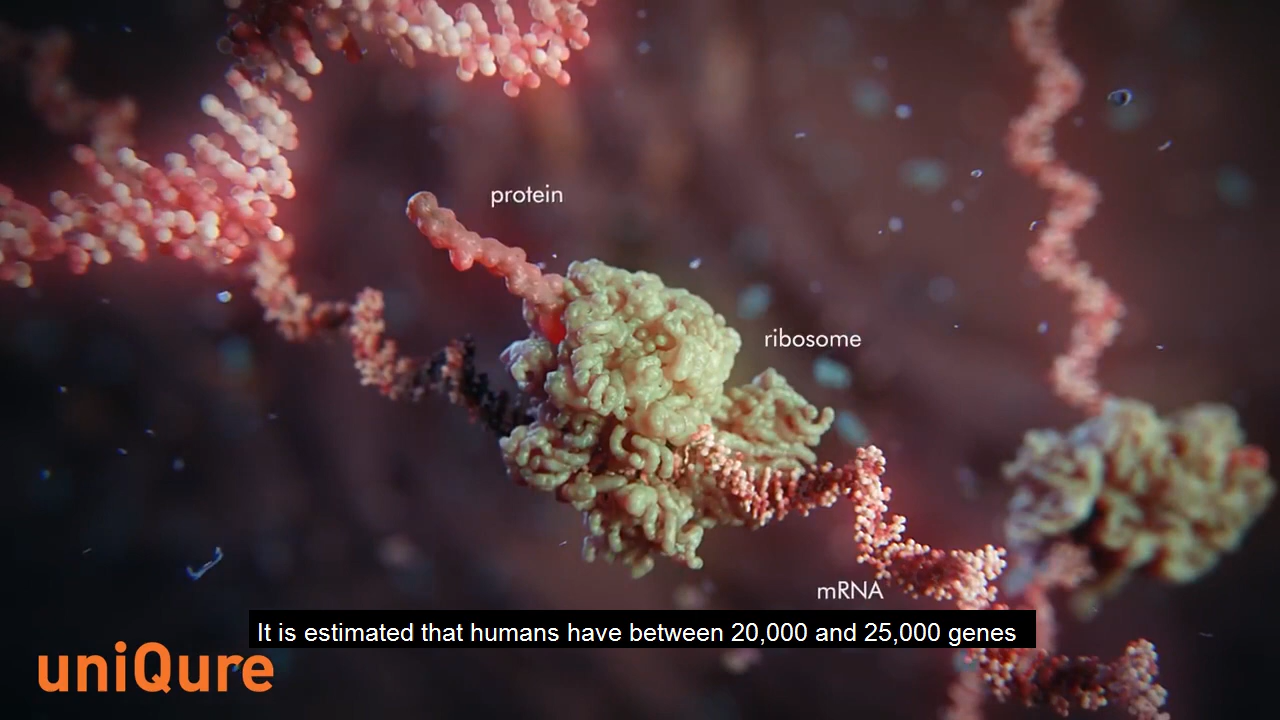 protein
ribosome
mRNA
It is estimated that humans have between 20,000 and 25,000 genes
uniQure